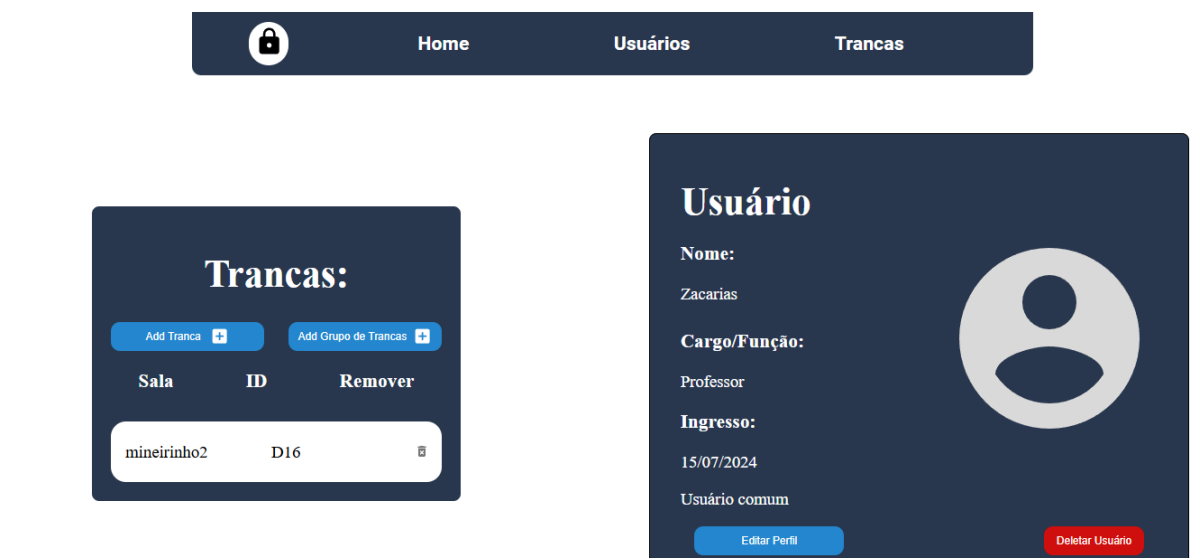 Home Usuários Trancas
Trancas:
Add Tranca Add Grupo de Trancas
Sala ID Remover
mineirinho2 D16
Usuário
Nome:
Zacarias
Cargo/Função:
Professor
Ingresso:
15/07/2024
Usuário comum
Editar Perfil Deletar Usuário